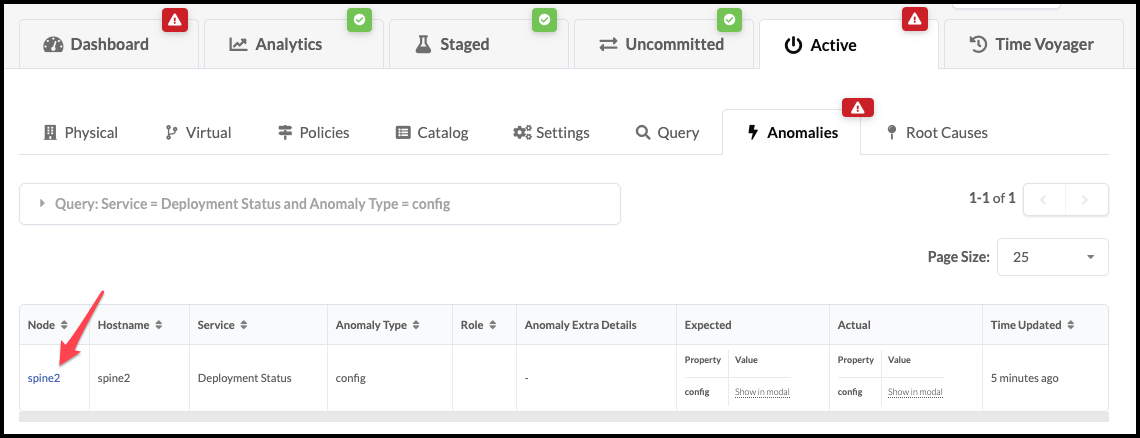 Dashboard Analytics Staged Uncommitted Active Time Voyager
Physical Virtual Policies Catalog Settings Query Anomalies Root Causes
Query: Service = Deployment Status and Anomaly Type = config
1-1 of 1
Page Size: 25
Node Hostname Service Anomaly Type Role Anomaly Extra Details Expected Actual Time Updated
Property Value Property Value
spine2 spine2 Deployment Status config - 5 minutes ago
config Show in modal config Show in modal